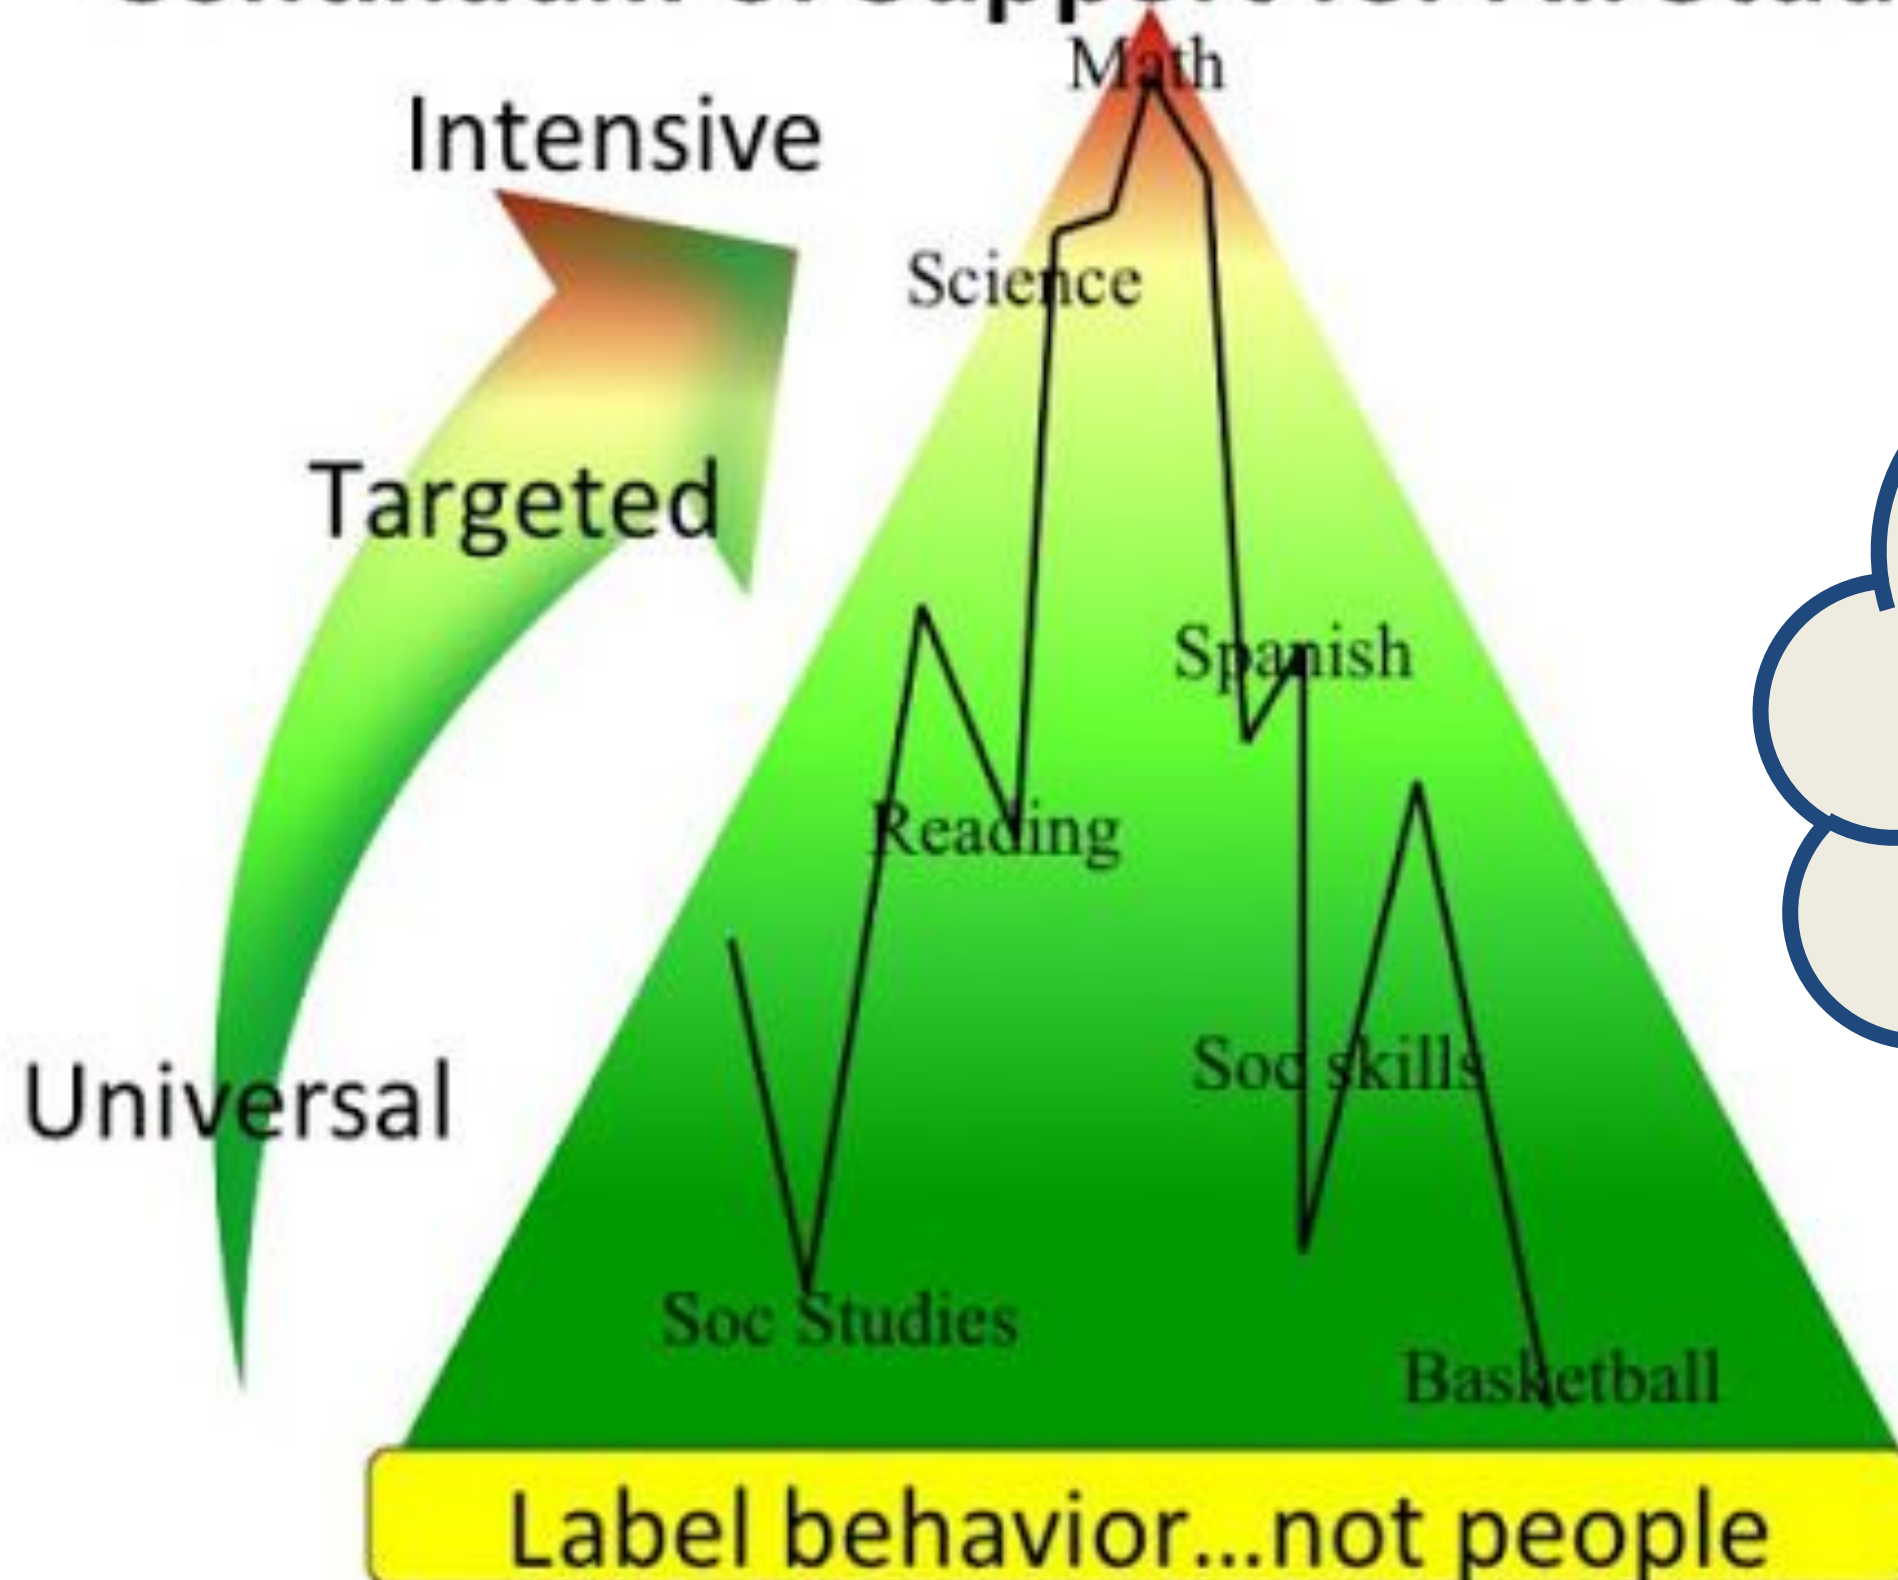 Math
Intensive
Science
Targeted
Spanish
Reading
Universal
Soc skills
Soc Studies
Basketball
Label behavior...not people